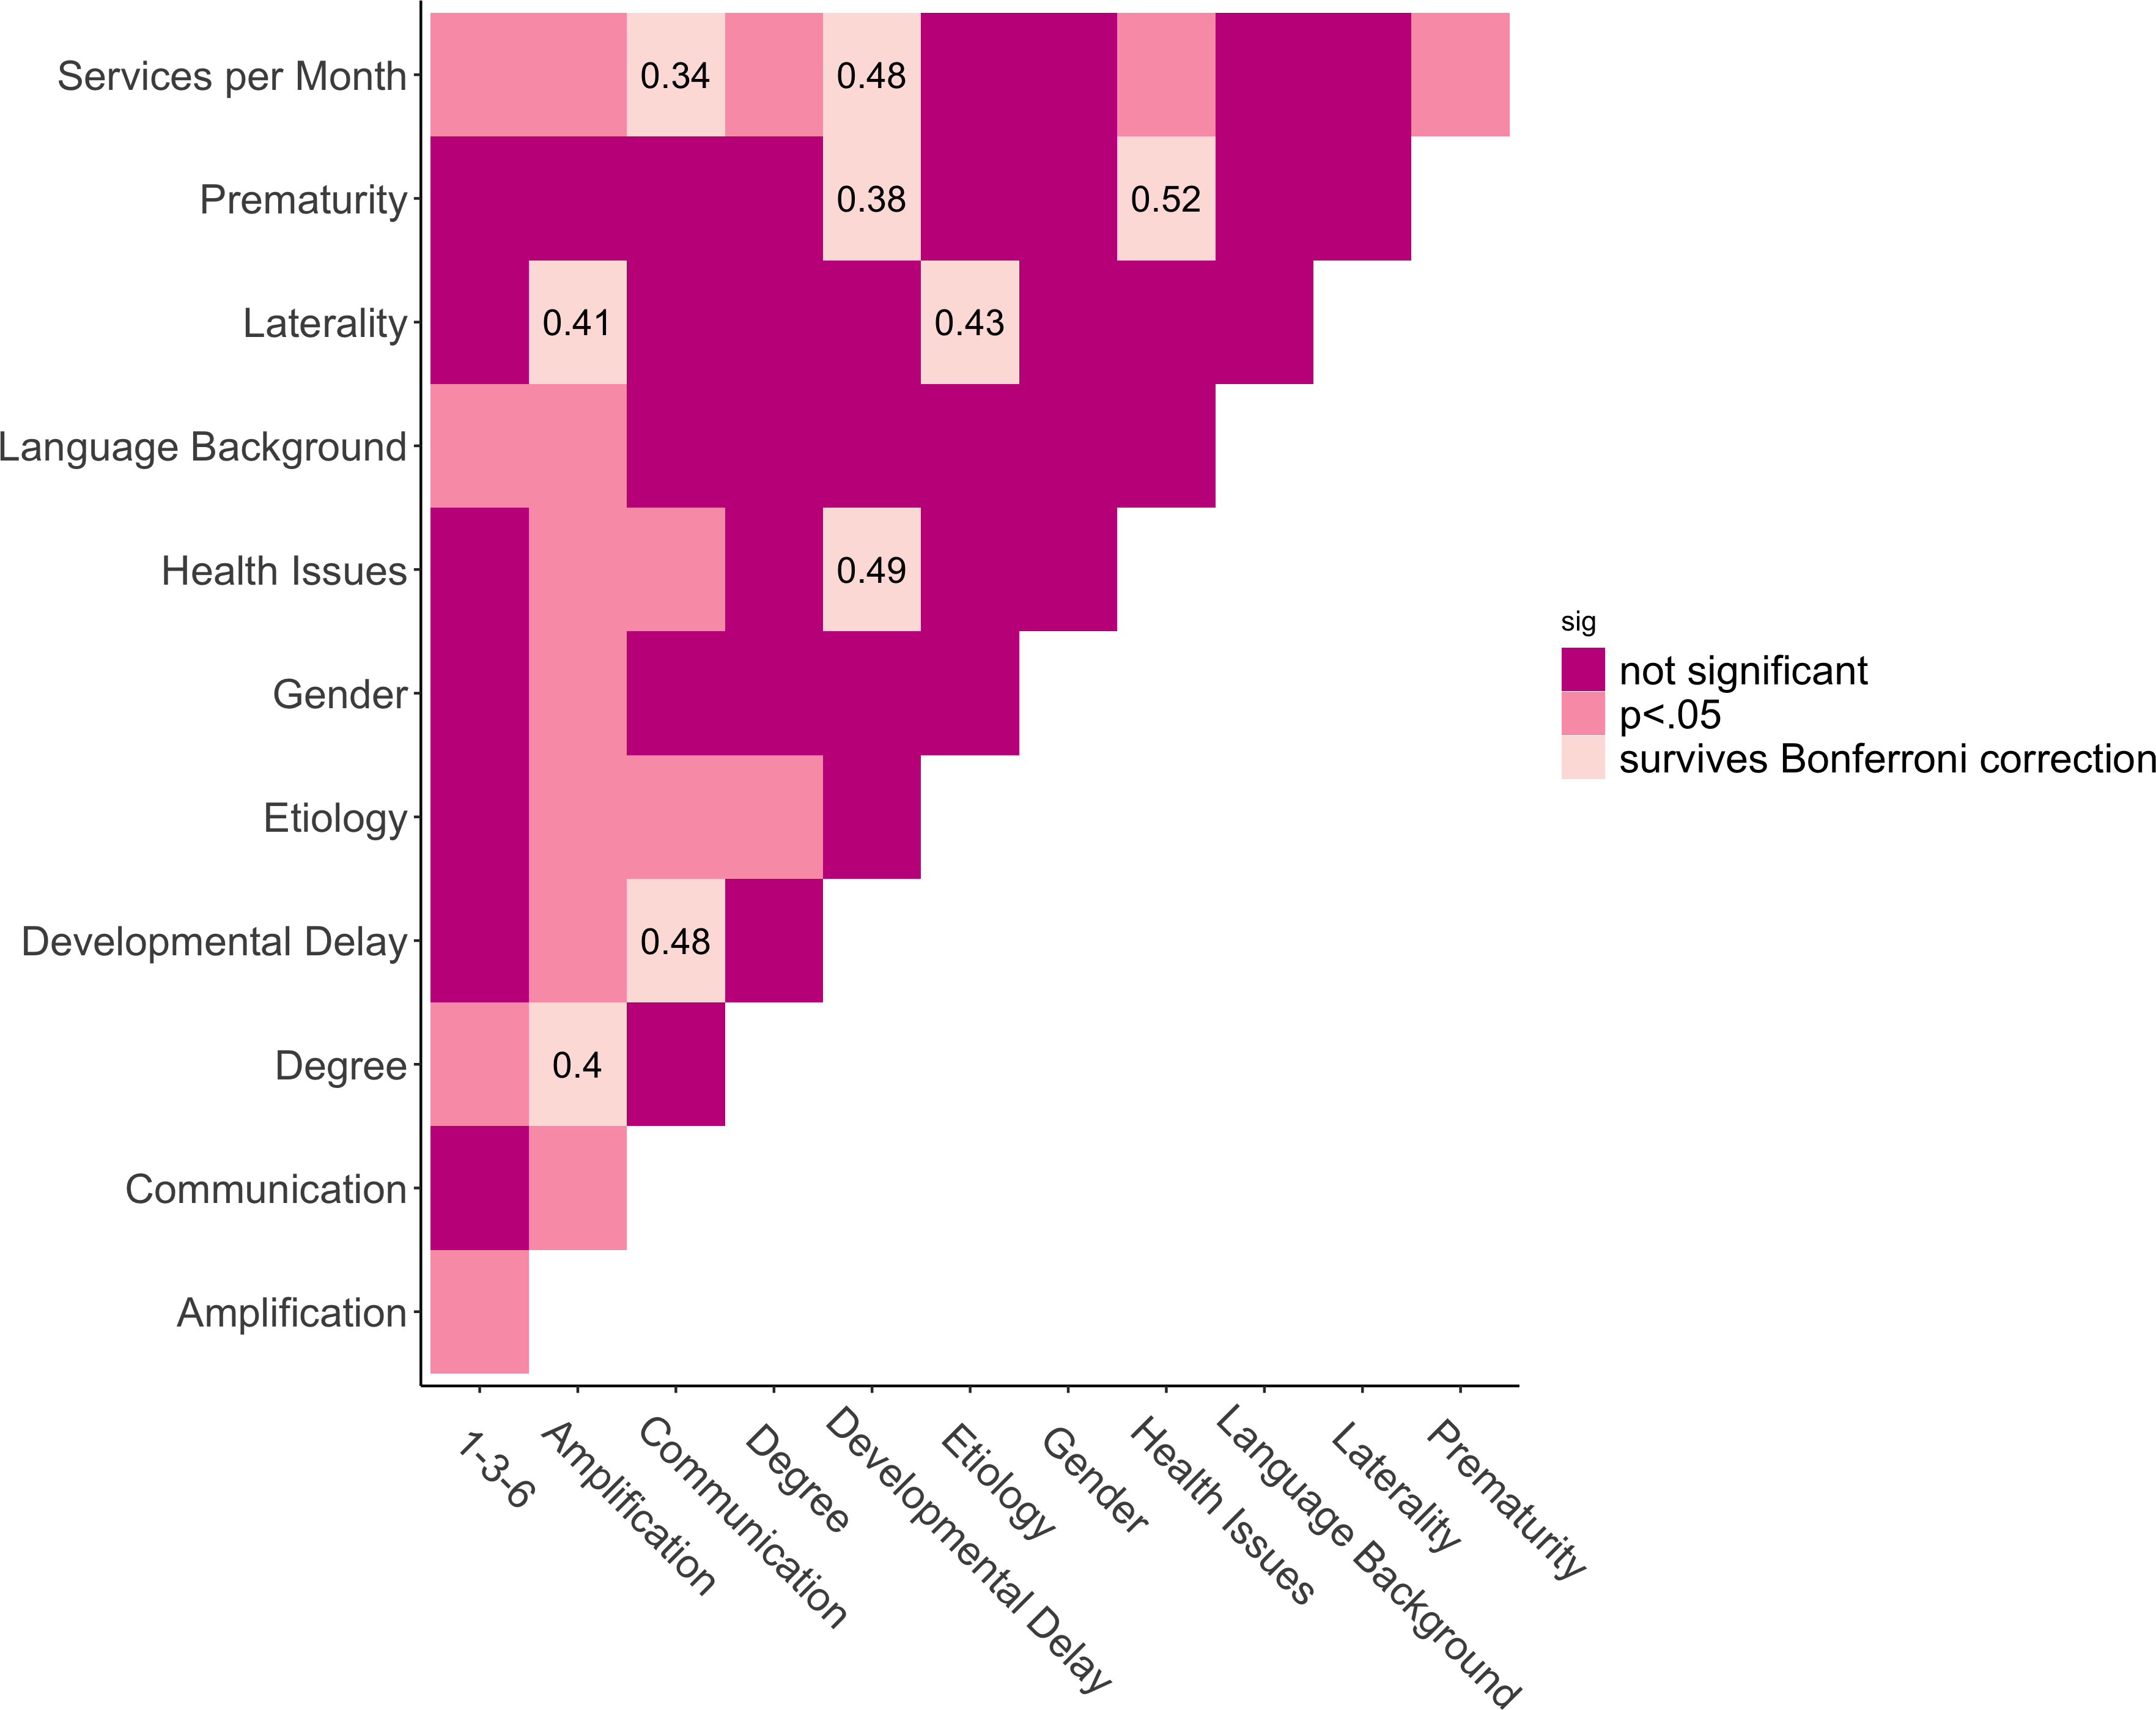 Services per Month
0.34
0.48
Prematurity
0.38
0.52
Laterality
0.41
0.43
Language Background
Health Issues
0.49
Gender
Etiology
Developmental Delay
0.48
Degree
0.4
Communication
Amplification
1-3-6
Amplification
Communication
Degree
Developmental Delay
Etiology
Gender
Health Issues
Language Background
Laterality
Prematurity
sig
not significant
p<.05
survives Bonferroni correction